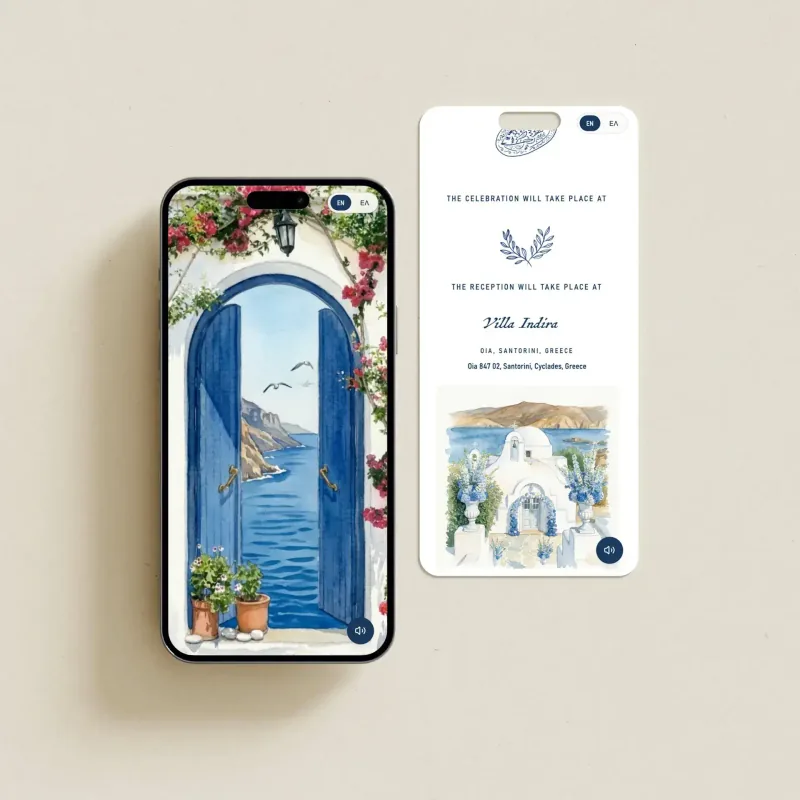 EN ΕΛ
EN ΕΛ
THE CELEBRATION WILL TAKE PLACE AT
THE RECEPTION WILL TAKE PLACE AT
Villa Indira
OIA, SANTORINI, GREECE
Oia 847 02, Santorini, Cyclades, Greece